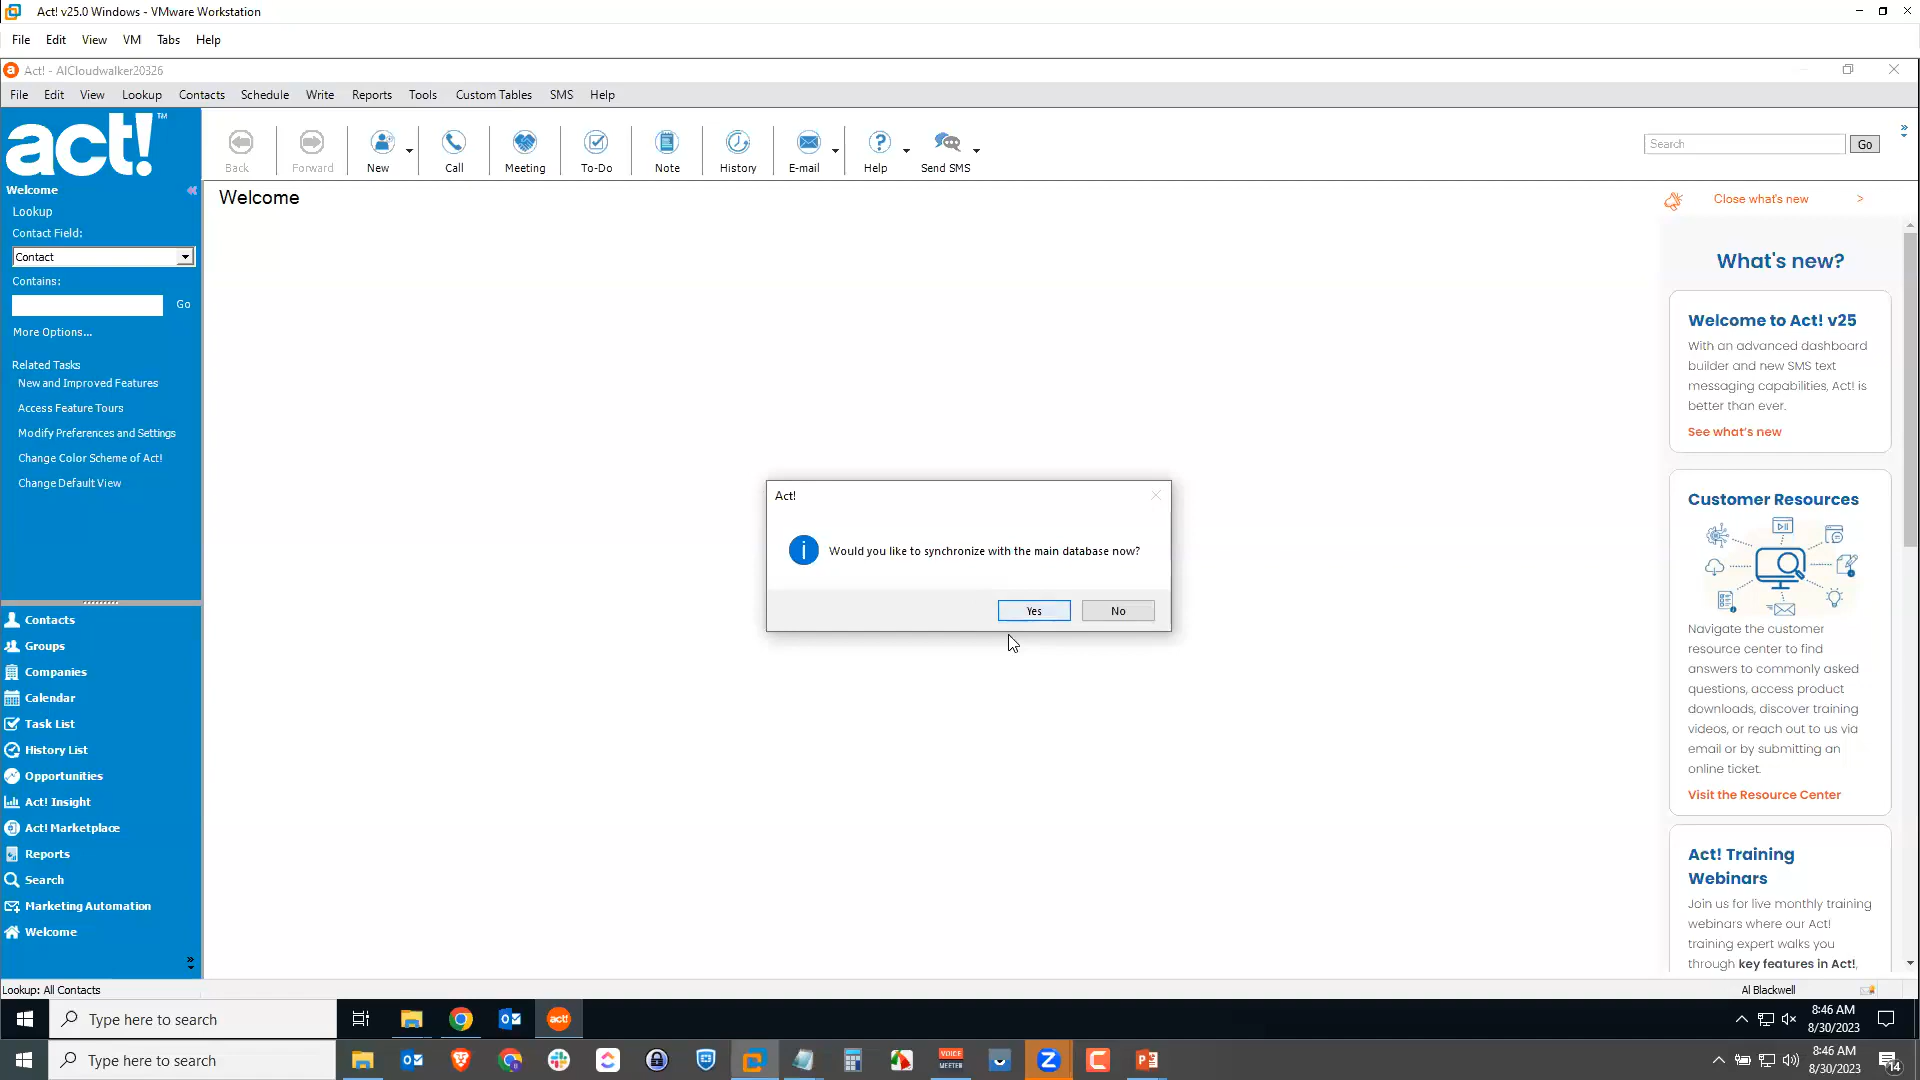 Act! v25.0 Windows - VMware Workstation
File Edit View VM Tabs Help
Act! - AlCloudwalker20326
File Edit View Lookup Contacts Schedule Write Reports Tools Custom Tables SMS Help
act!™
Back Forward New Call Meeting To-Do Note History E-mail Help Send SMS
Search Go
Welcome
Lookup
Contact Field:
Contact
Contains:
Go
More Options...
Related Tasks
New and Improved Features
Access Feature Tours
Modify Preferences and Settings
Change Color Scheme of Act!
Change Default View
Contacts
Groups
Companies
Calendar
Task List
History List
Opportunities
Act! Insight
Act! Marketplace
Reports
Search
Marketing Automation
Welcome
Welcome
Act!
Would you like to synchronize with the main database now?
Yes No
Close what's new >
What's new?
Welcome to Act! v25
With an advanced dashboard
builder and new SMS text
messaging capabilities, Act! is
better than ever.
See what's new
Customer Resources
Navigate the customer
resource center to find
answers to commonly asked
questions, access product
downloads, discover training
videos, or reach out to us via
email or by submitting an
online ticket.
Visit the Resource Center
Act! Training
Webinars
Join us for live monthly training
webinars where our Act!
training expert walks you
through key features in Act!,
Lookup: All Contacts
Al Blackwell
Type here to search
act!
8:46 AM
8/30/2023
Type here to search
VOICE
MEETER
8:46 AM
8/30/2023
14